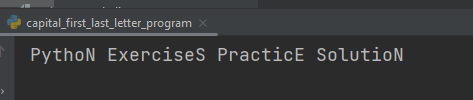 capital_first_last_letter_program
PythoN ExerciseS PracticE SolutioN